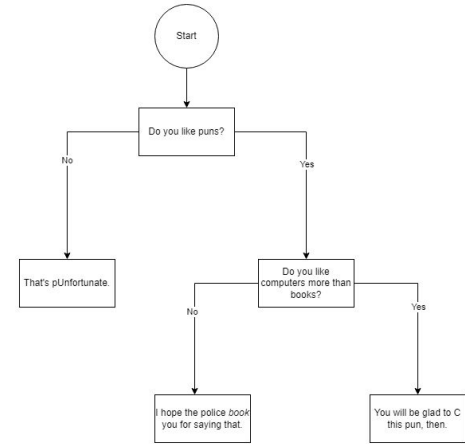 Start
Do you like puns?
No
Yes
That's pUnfortunate.
Do you like
computers more than
books?
No
Yes
I hope the police book
you for saying that.
You will be glad to C
this pun, then.